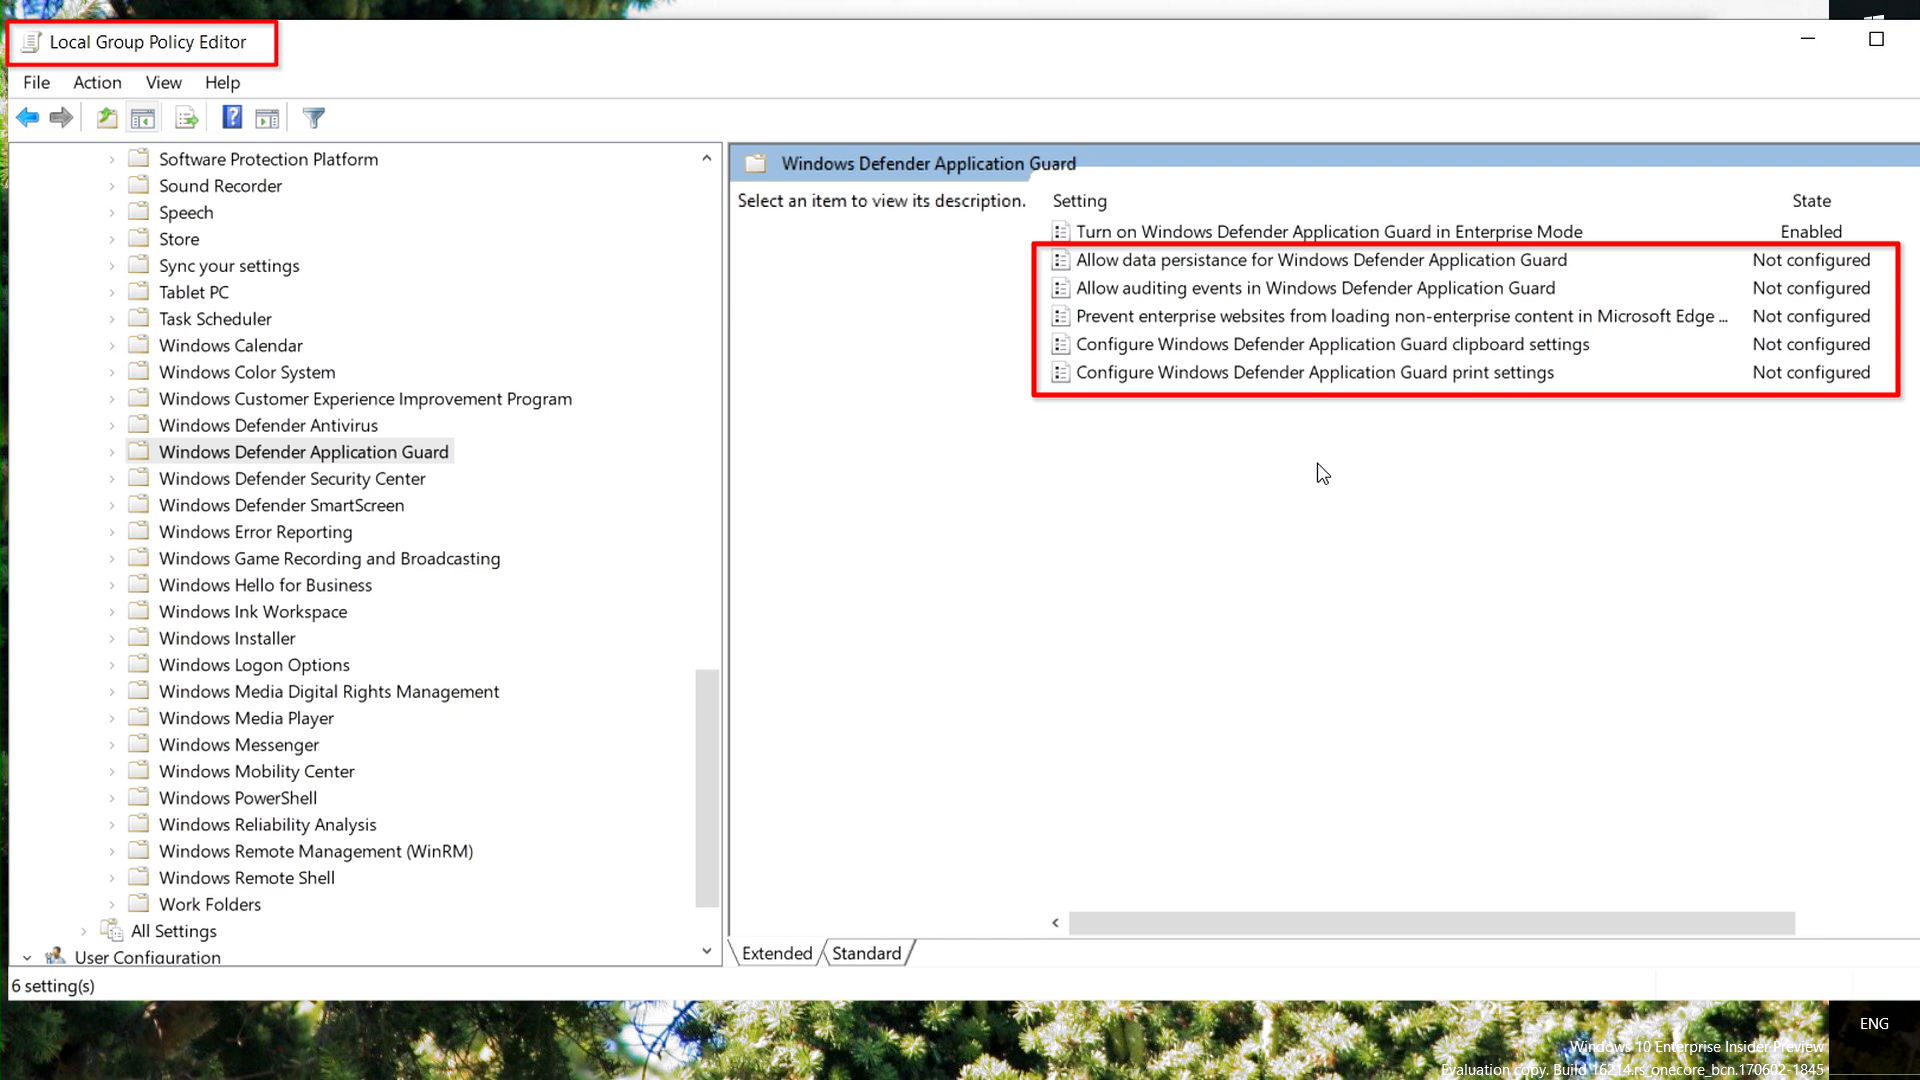 Local Group Policy Editor
File Action View Help
Software Protection Platform
Sound Recorder
Speech
Store
Sync your settings
Tablet PC
Task Scheduler
Windows Calendar
Windows Color System
Windows Customer Experience Improvement Program
Windows Defender Antivirus
Windows Defender Application Guard
Windows Defender Security Center
Windows Defender SmartScreen
Windows Error Reporting
Windows Game Recording and Broadcasting
Windows Hello for Business
Windows Ink Workspace
Windows Installer
Windows Logon Options
Windows Media Digital Rights Management
Windows Media Player
Windows Messenger
Windows Mobility Center
Windows PowerShell
Windows Reliability Analysis
Windows Remote Management (WinRM)
Windows Remote Shell
Work Folders
All Settings
User Configuration
Windows Defender Application Guard
Select an item to view its description.
Setting State
Turn on Windows Defender Application Guard in Enterprise Mode Enabled
Allow data persistance for Windows Defender Application Guard Not configured
Allow auditing events in Windows Defender Application Guard Not configured
Prevent enterprise websites from loading non-enterprise content in Microsoft Edge ... Not configured
Configure Windows Defender Application Guard clipboard settings Not configured
Configure Windows Defender Application Guard print settings Not configured
Extended Standard
6 setting(s)
ENG
Windows 10 Enterprise Insider Preview
Evaluation copy. Build 16214.rs_onecore_bcn.170602-1845